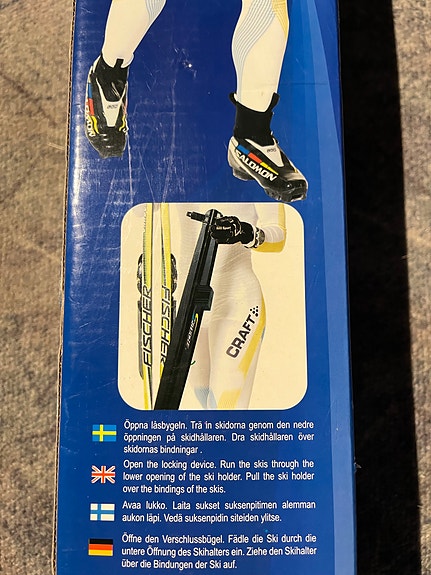 SALOMON
SALOMON
FISCHER
FISCHER
CRAFT
Öppna låsbygeln. Trä in skidorna genom den nedre
öppningen på skidhållaren. Dra skidhållaren över
skidornas bindningar .
Open the locking device. Run the skis through the
lower opening of the ski holder. Pull the ski holder
over the bindings of the skis.
Avaa lukko. Laita sukset suksenpitimen alemman
aukon läpi. Vedä suksenpidin siteiden ylitse.
Öffne den Verschlussbügel. Fädle die Ski durch die
untere Öffnung des Skihalters ein. Ziehe den Skihalter
über die Bindungen der Ski auf.